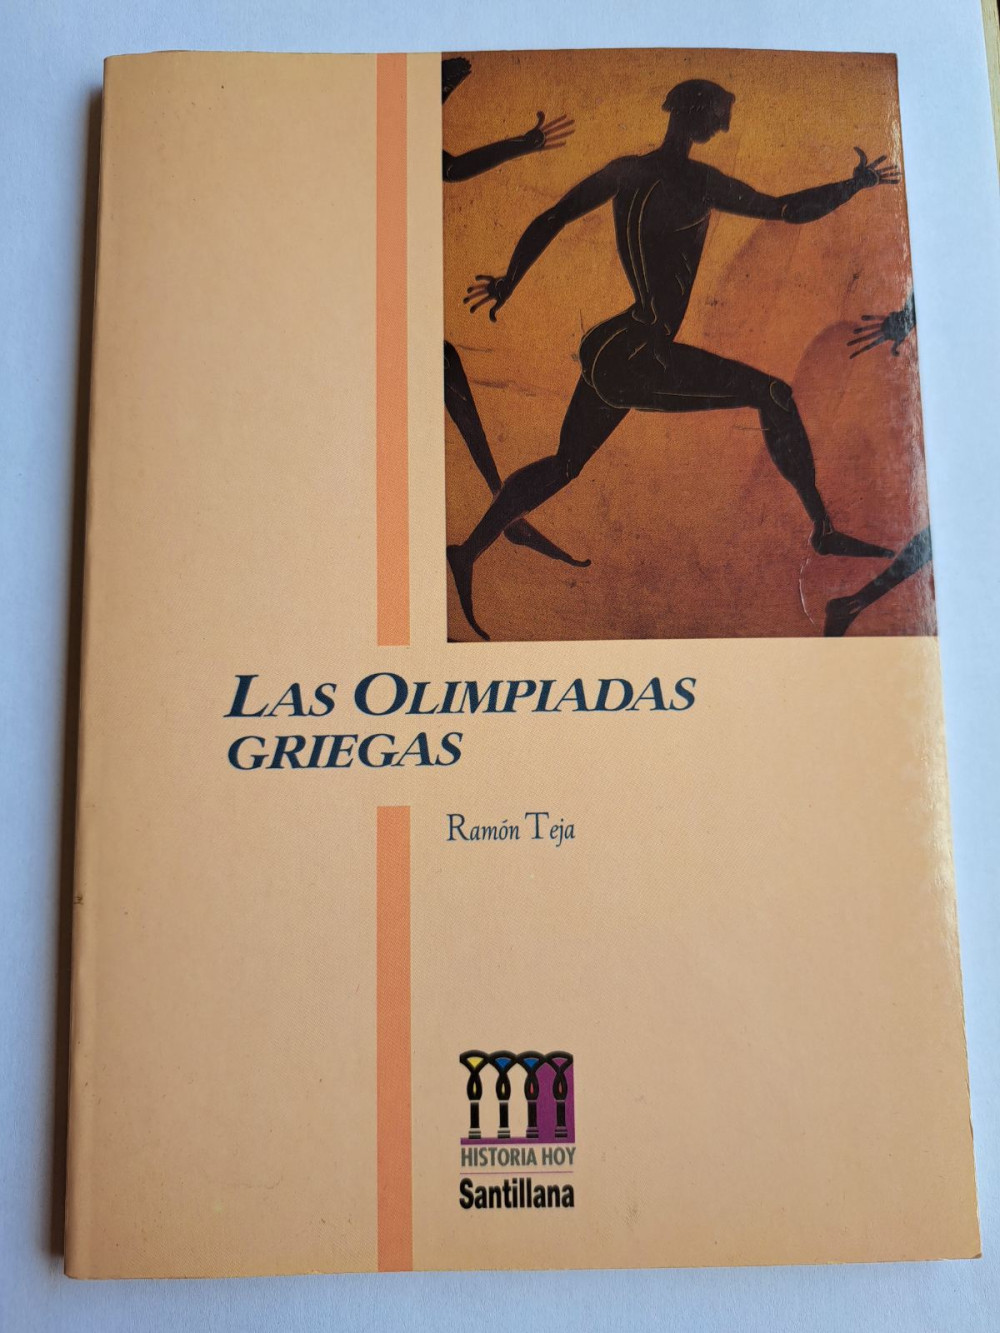 LAS OLIMPIADAS
GRIEGAS
Ramón Teja
HISTORIA HOY
Santillana